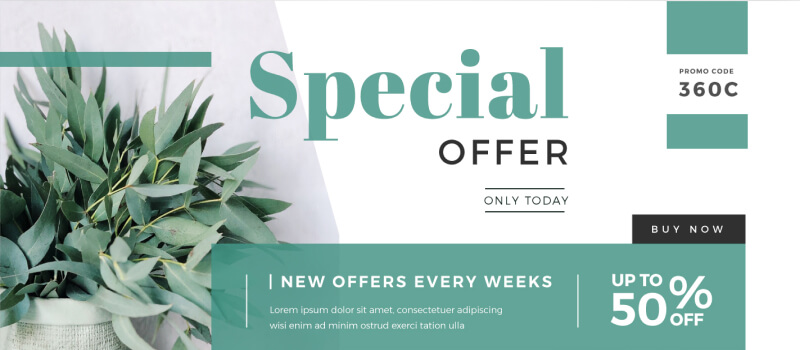 Special
OFFER
ONLY TODAY
PROMO CODE
360C
BUY NOW
| NEW OFFERS EVERY WEEKS
Lorem ipsum dolor sit amet, consectetuer adipiscing
wisi enim ad minim ostrud exerci tation ulla
UP TO
50%
OFF